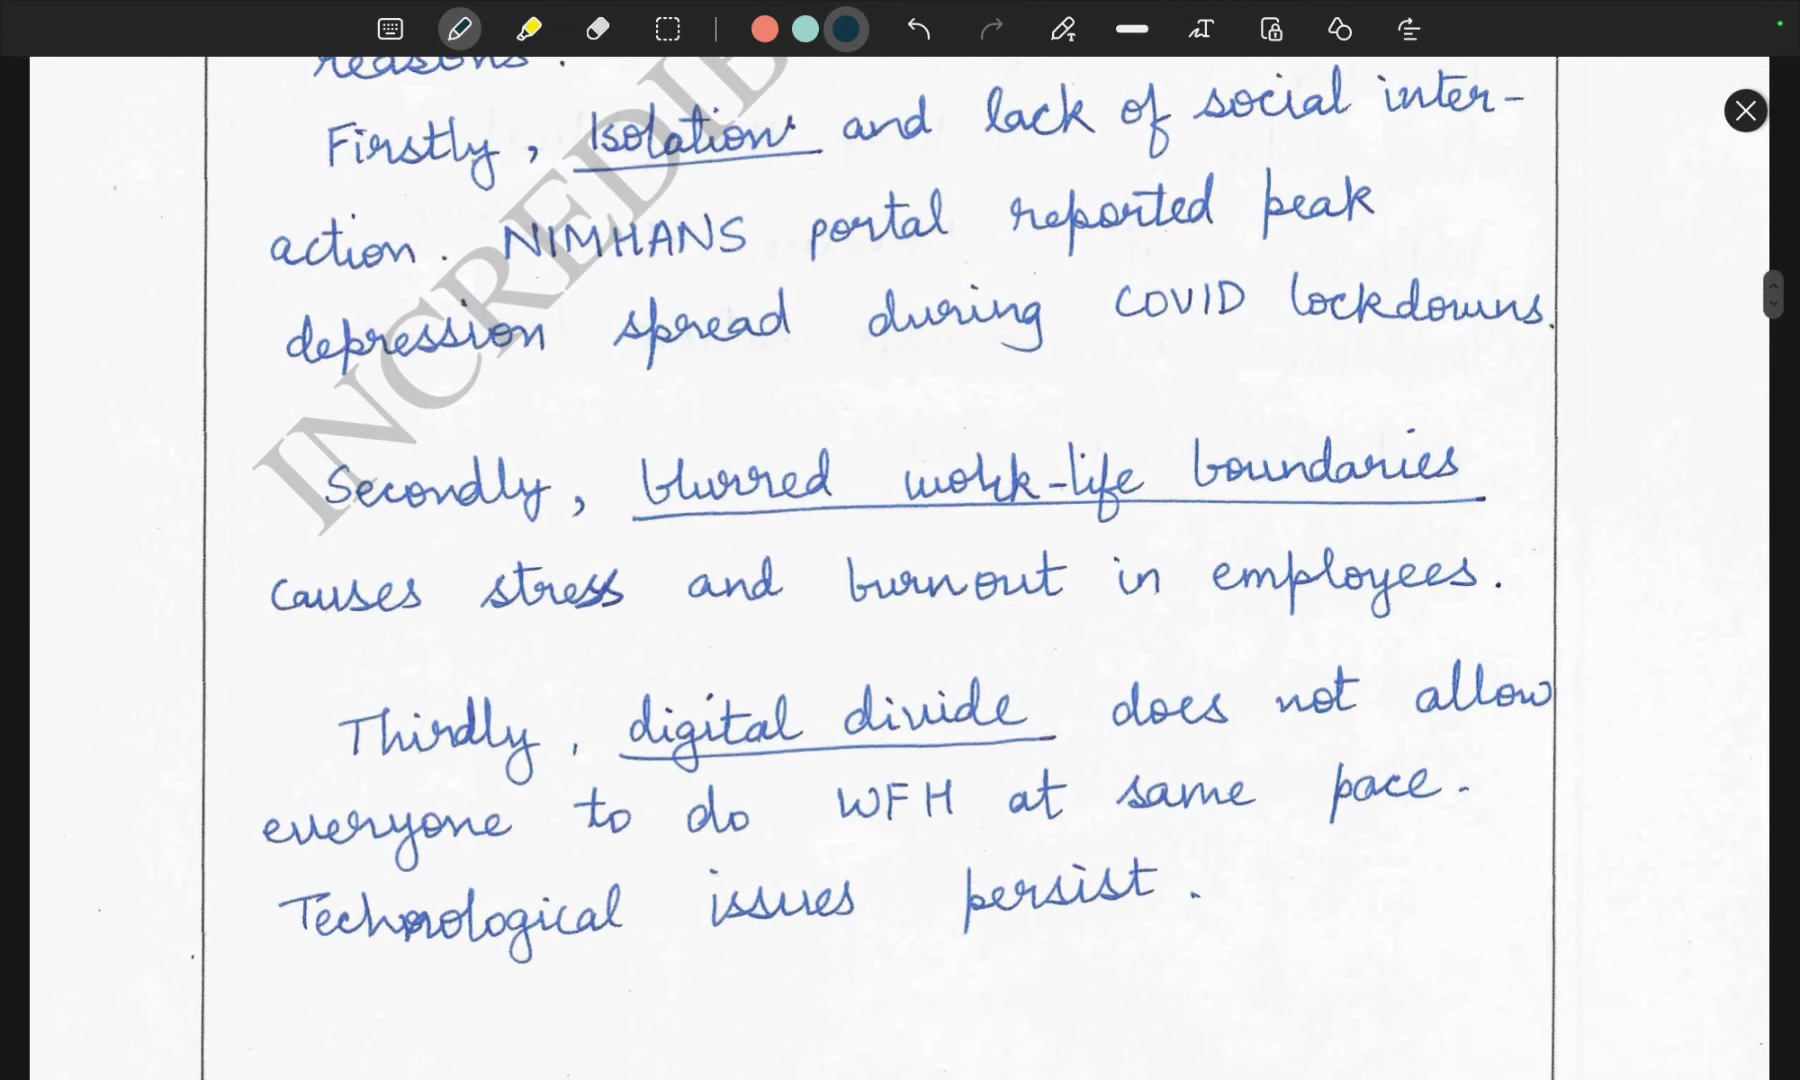 reasons.
Firstly, Isolation and lack of social inter-
action. NIMHANS portal reported peak
depression spread during COVID lockdowns.
Secondly, blurred work-life boundaries
causes stress and burnout in employees.
Thirdly, digital divide does not allow
everyone to do WFH at same pace.
Technological issues persist.
INCREDIB